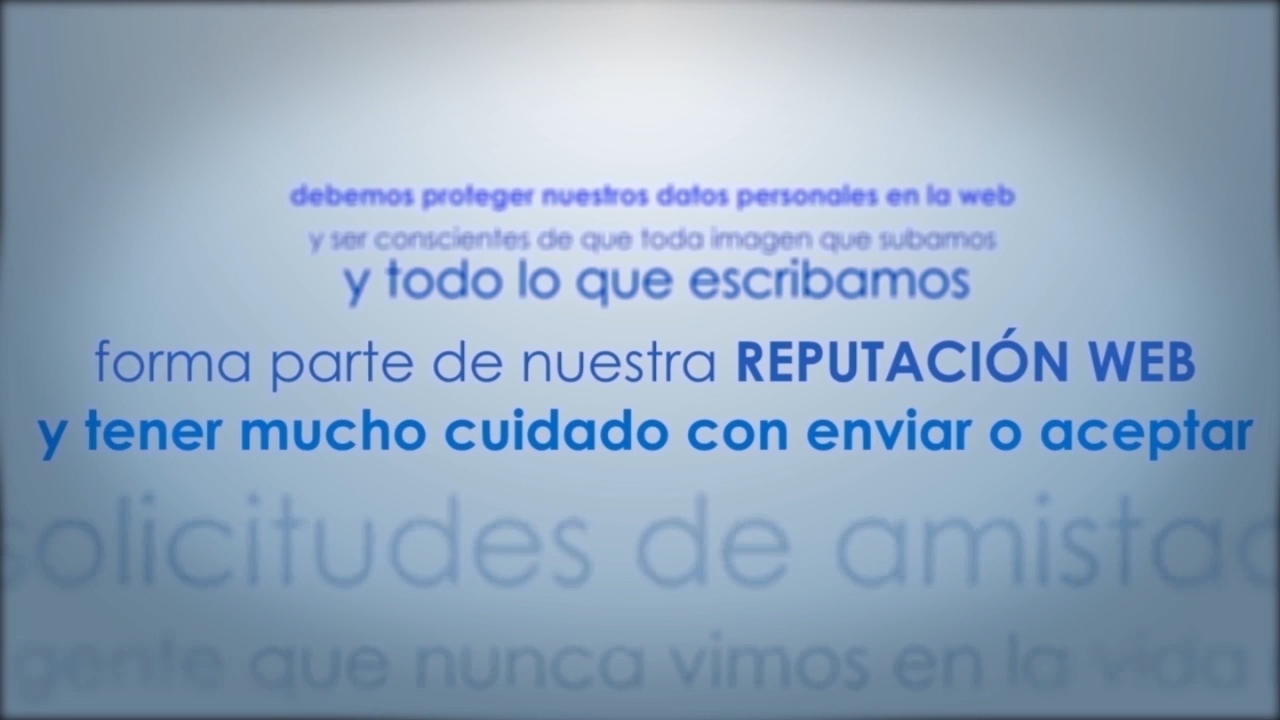 debemos proteger nuestros datos personales en la web
y ser conscientes de que toda imagen que subamos
y todo lo que escribamos
forma parte de nuestra REPUTACIÓN WEB
y tener mucho cuidado con enviar o aceptar
solicitudes de amistad
gente que nunca vimos en la vida